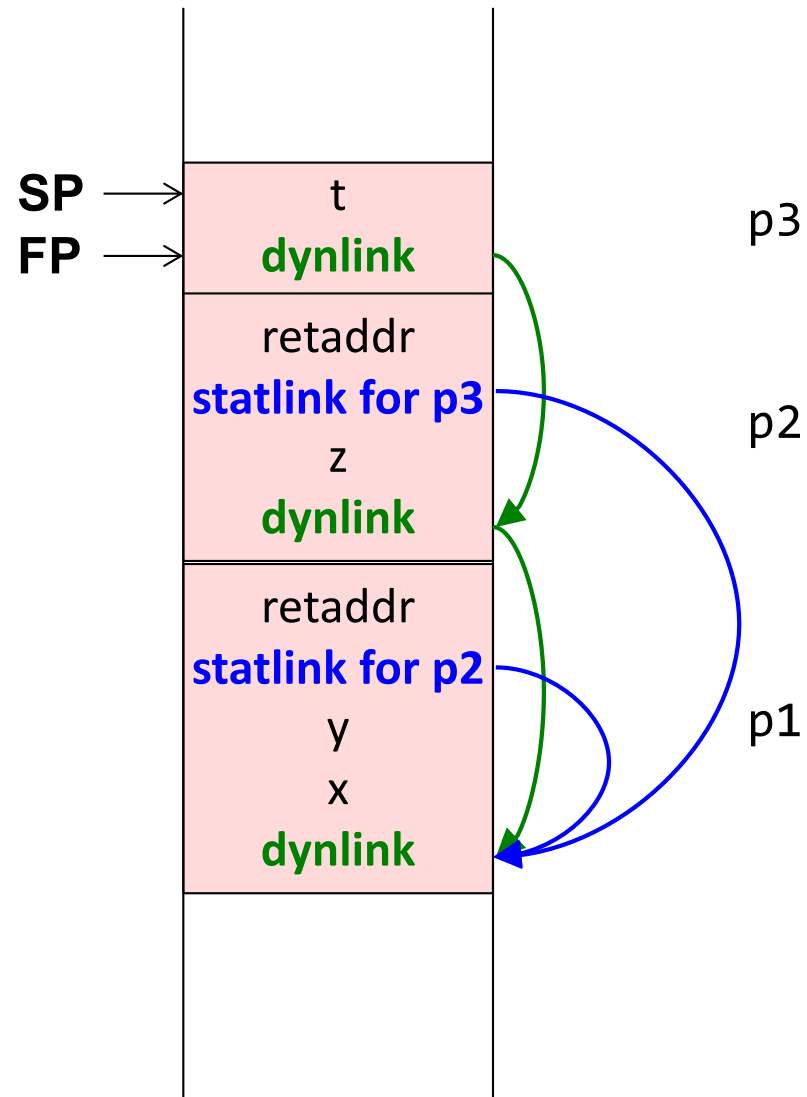 SP
t
p3
FP
dynlink
retaddr
statlink for p3
p2
z
dynlink
retaddr
statlink for p2
p1
y
x
dynlink